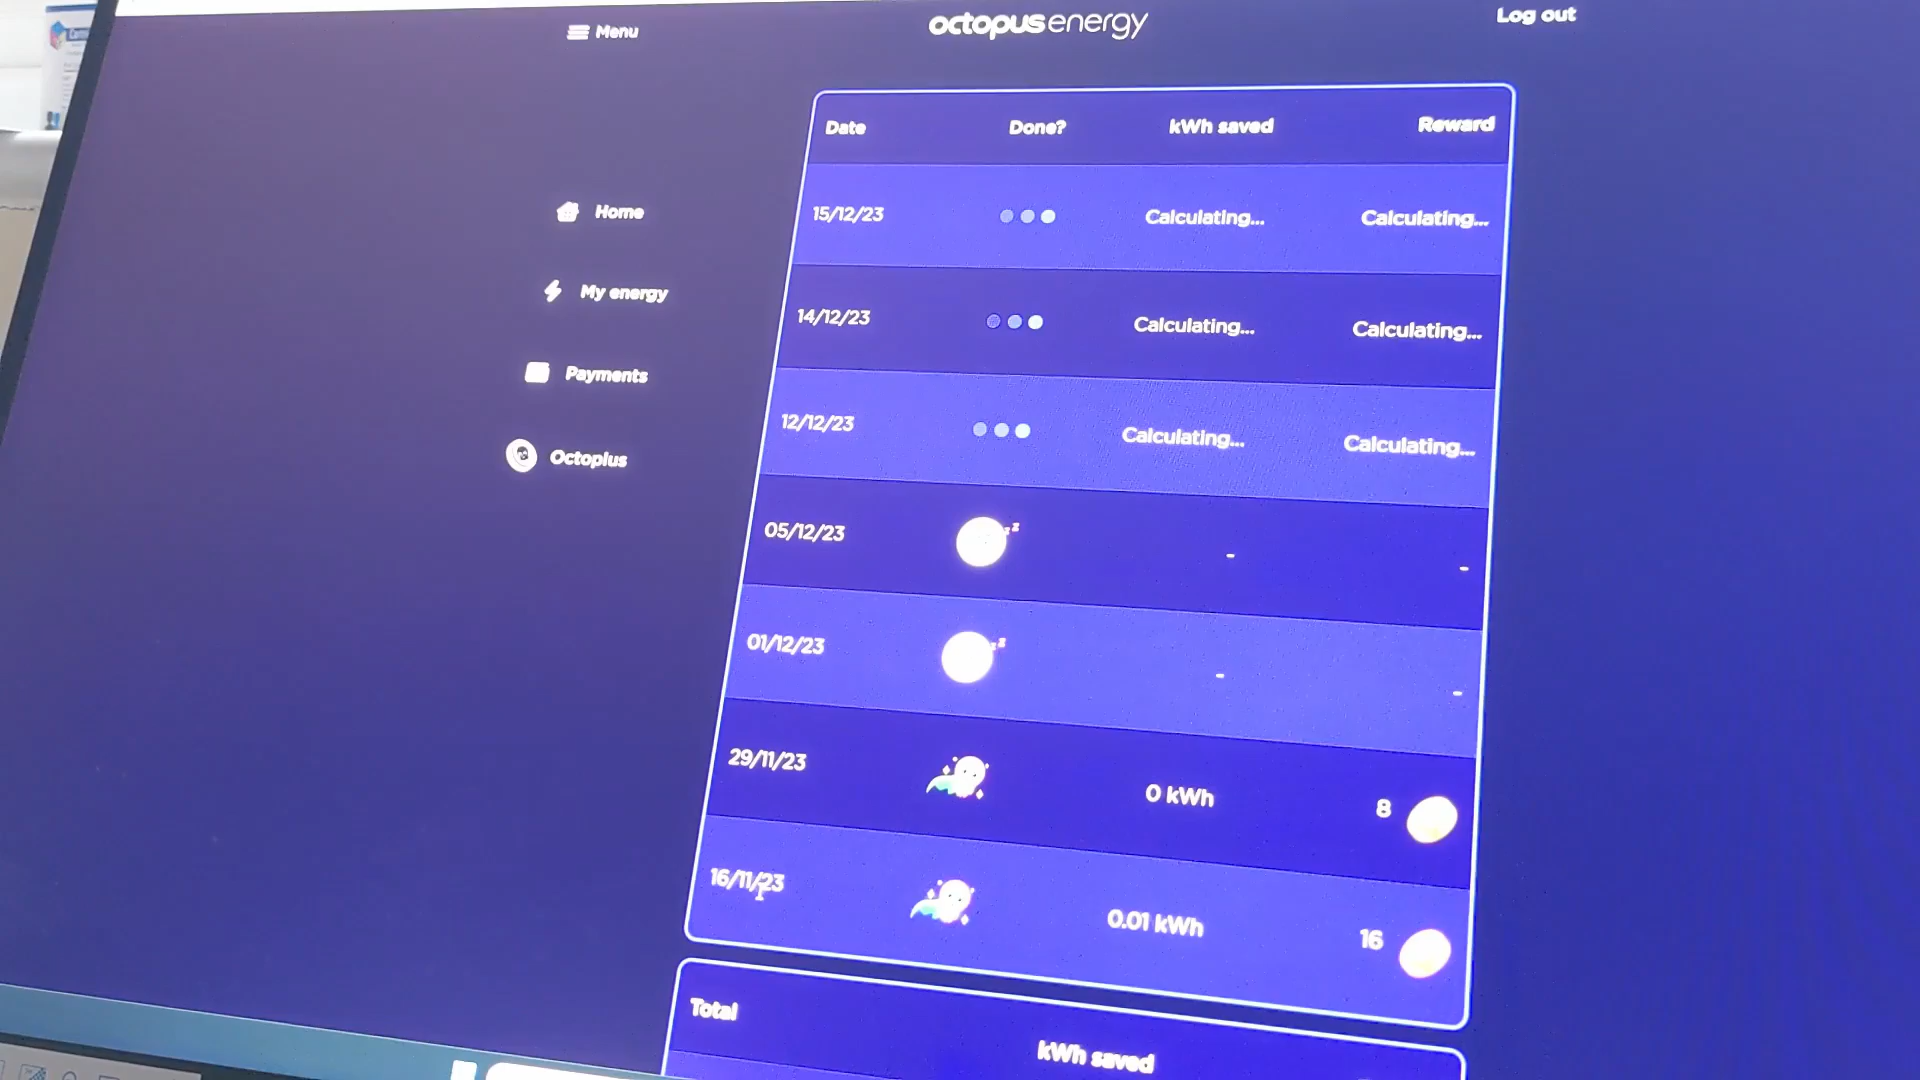 Menu
octopusenergy
Log out
Home
My energy
Payments
Octoplus
Date Done? kWh saved Reward
15/12/23 Calculating... Calculating...
14/12/23 Calculating... Calculating...
12/12/23 Calculating... Calculating...
05/12/23 - -
01/12/23 - -
29/11/23 0 kWh 8
16/11/23 0.01 kWh 16
Total
kWh saved